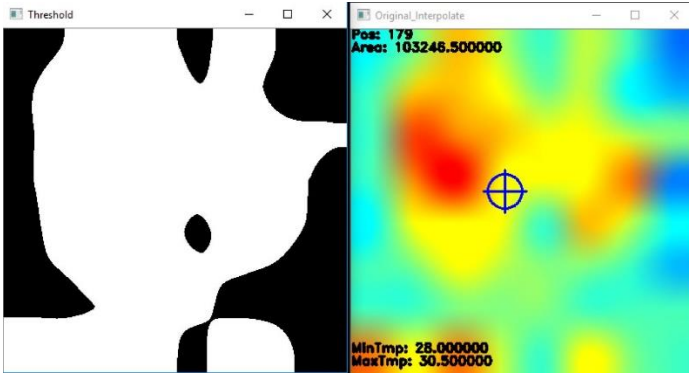 Threshold
Original_Interpolate
Pos: 179
Area: 103246.500000
MinTmp: 28.000000
MaxTmp: 30.500000